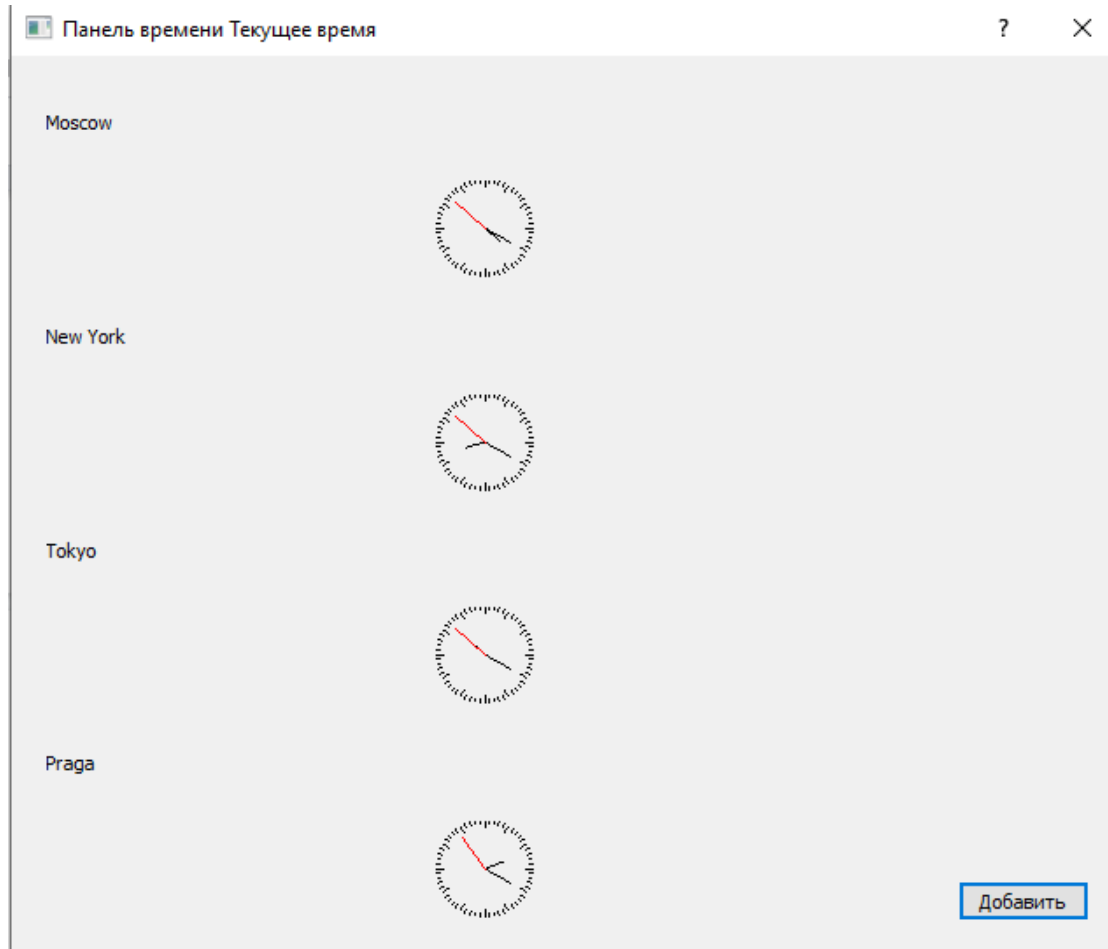 Панель времени Текущее время
?
Moscow
New York
Tokyo
Praga
Добавить